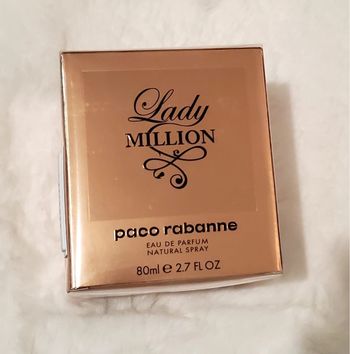 Lady
MILLION
paco rabanne
EAU DE PARFUM
NATURAL SPRAY
80ml e 2.7 FL OZ